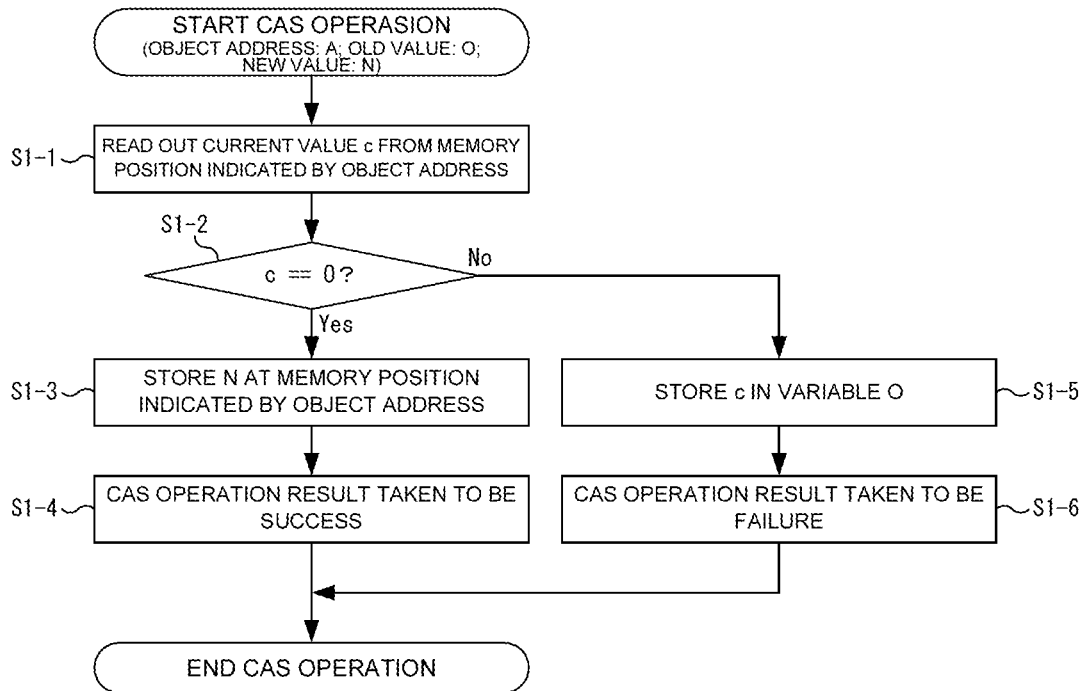 START CAS OPERASION
(OBJECT ADDRESS: A; OLD VALUE: O;
NEW VALUE: N)
S1-1
READ OUT CURRENT VALUE c FROM MEMORY
POSITION INDICATED BY OBJECT ADDRESS
S1-2
c == O?
No
Yes
S1-3
STORE N AT MEMORY POSITION
INDICATED BY OBJECT ADDRESS
STORE c IN VARIABLE O
S1-5
S1-4
CAS OPERATION RESULT TAKEN TO BE
SUCCESS
CAS OPERATION RESULT TAKEN TO BE
FAILURE
S1-6
END CAS OPERATION